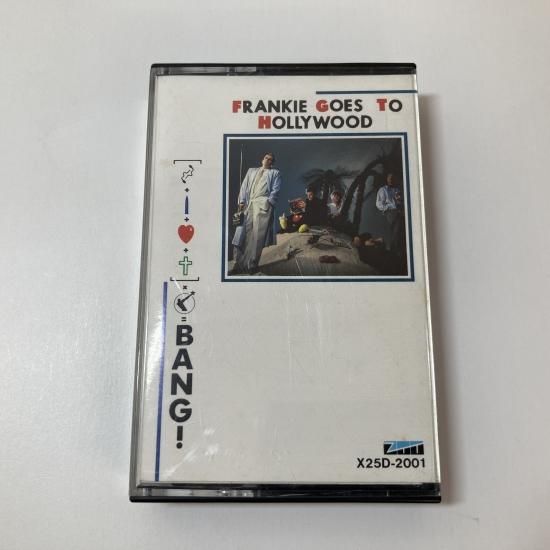 FRANKIE GOES TO
HOLLYWOOD
BANG!
ZTT
X25D-2001